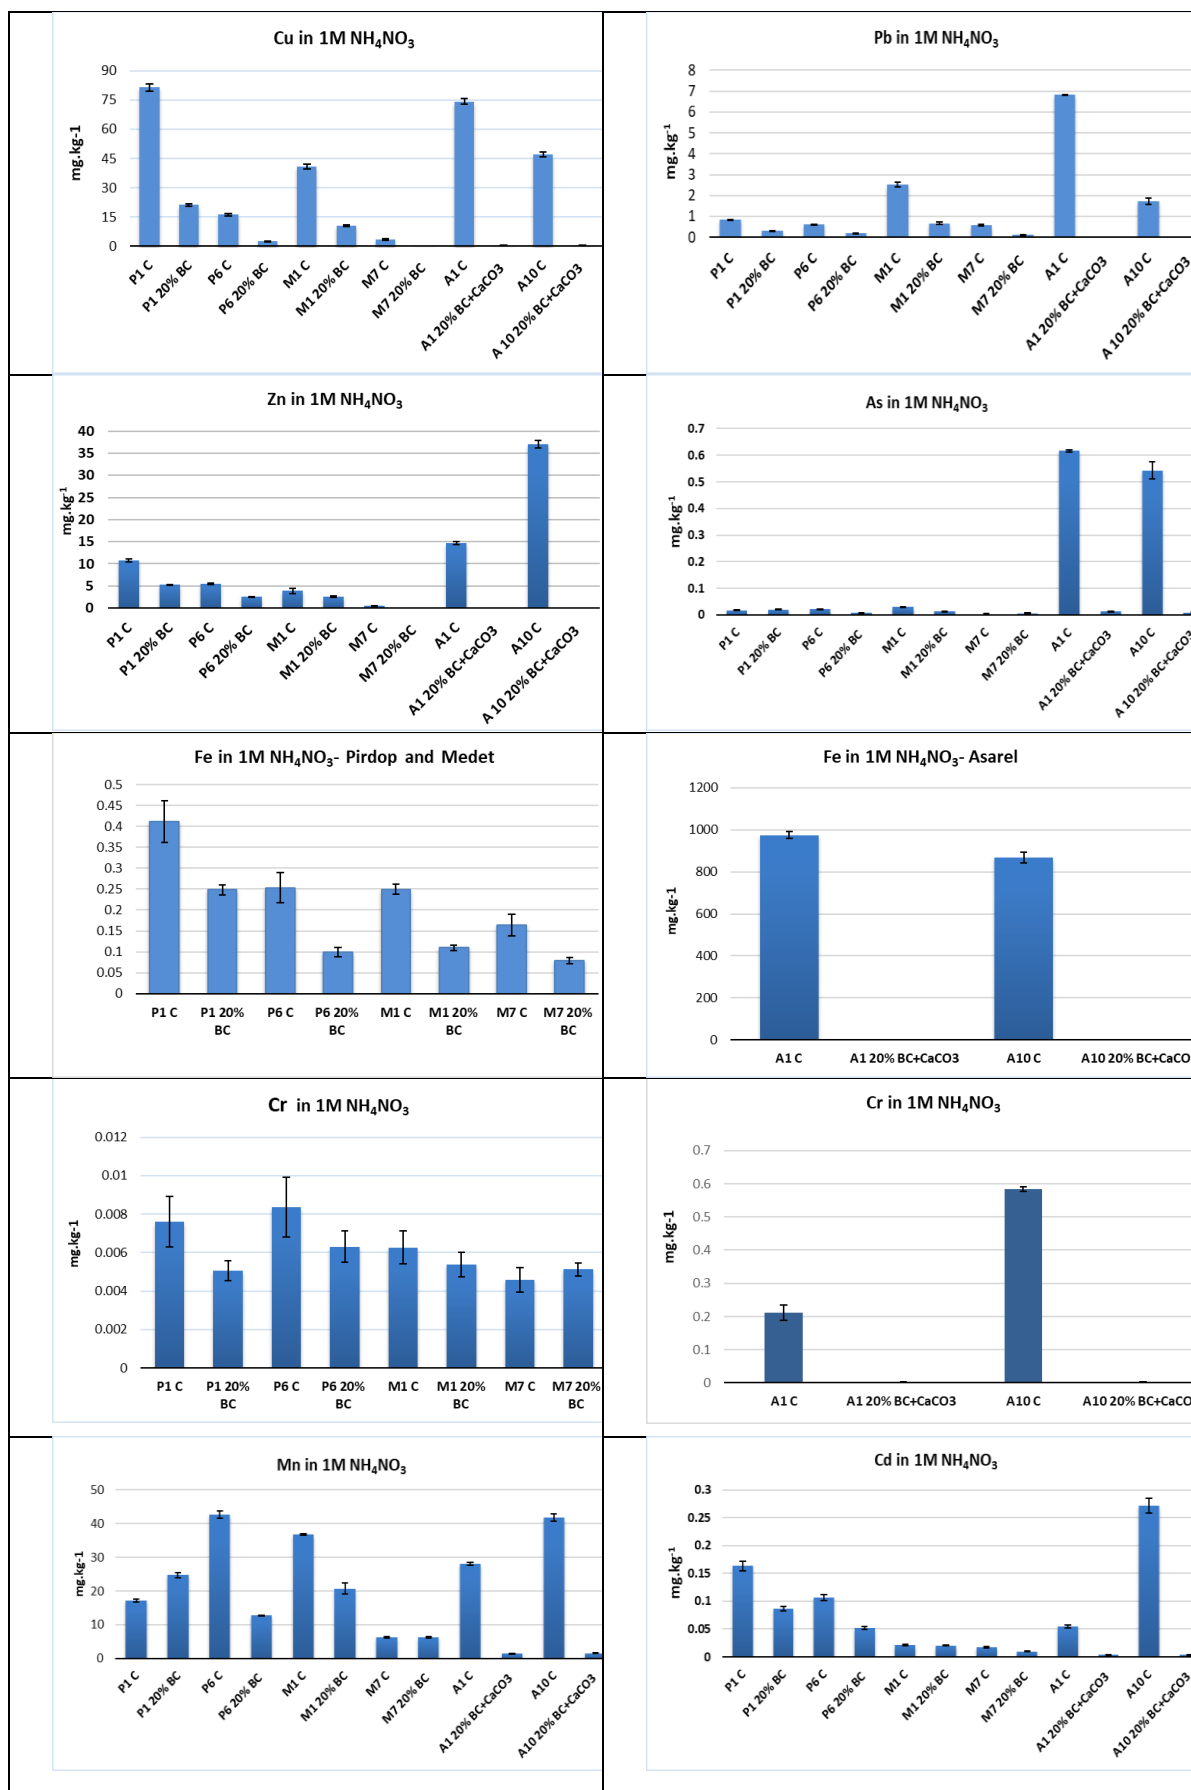 Cu in 1M NH₄NO₃
mg.kg-1
90
75
60
45
30
15
0
P1 C
P1 20% BC
P6 C
P6 20% BC
M1 C
M1 20% BC
M7 C
M7 20% BC
A1 C
A1 20% BC+CaCO3
A10 C
A 10 20% BC+CaCO3
Pb in 1M NH₄NO₃
mg.kg⁻¹
8
7
6
5
4
3
2
1
0
P1 C
P1 20% BC
P6 C
P6 20% BC
M1 C
M1 20% BC
M7 C
M7 20% BC
A1 C
A1 20% BC+CaCO3
A10 C
A 10 20% BC+CaCO3
Zn in 1M NH₄NO₃
mg.kg⁻¹
40
35
30
25
20
15
10
5
0
P1 C
P1 20% BC
P6 C
P6 20% BC
M1 C
M1 20% BC
M7 C
M7 20% BC
A1 C
A1 20% BC+CaCO3
A10 C
A 10 20% BC+CaCO3
As in 1M NH₄NO₃
mg.kg⁻¹
0.7
0.6
0.5
0.4
0.3
0.2
0.1
0
P1 C
P1 20% BC
P6 C
P6 20% BC
M1 C
M1 20% BC
M7 C
M7 20% BC
A1 C
A1 20% BC+CaCO3
A10 C
A 10 20% BC+CaCO3
Fe in 1M NH₄NO₃- Pirdop and Medet
mg.kg-1
0.5
0.45
0.4
0.35
0.3
0.25
0.2
0.15
0.1
0.05
0
P1 C
P1 20% BC
P6 C
P6 20% BC
M1 C
M1 20% BC
M7 C
M7 20% BC
Fe in 1M NH₄NO₃- Asarel
mg.kg-1
1200
1000
800
600
400
200
0
A1 C
A1 20% BC+CaCO3
A10 C
A10 20% BC+CaCO
Cr in 1M NH₄NO₃
mg.kg-1
0.012
0.01
0.008
0.006
0.004
0.002
0
P1 C
P1 20% BC
P6 C
P6 20% BC
M1 C
M1 20% BC
M7 C
M7 20% BC
Cr in 1M NH₄NO₃
mg.kg-1
0.7
0.6
0.5
0.4
0.3
0.2
0.1
0
A1 C
A1 20% BC+CaCO3
A10 C
A10 20% BC+CaCO
Mn in 1M NH₄NO₃
mg.kg-1
50
40
30
20
10
0
P1 C
P1 20% BC
P6 C
P6 20% BC
M1 C
M1 20% BC
M7 C
M7 20% BC
A1 C
A1 20% BC+CaCO3
A10 C
A10 20% BC+CaCO3
Cd in 1M NH₄NO₃
mg.kg⁻¹
0.3
0.25
0.2
0.15
0.1
0.05
0
P1 C
P1 20% BC
P6 C
P6 20% BC
M1 C
M1 20% BC
M7 C
M7 20% BC
A1 C
A1 20% BC+CaCO3
A10 C
A10 20% BC+CaCO3